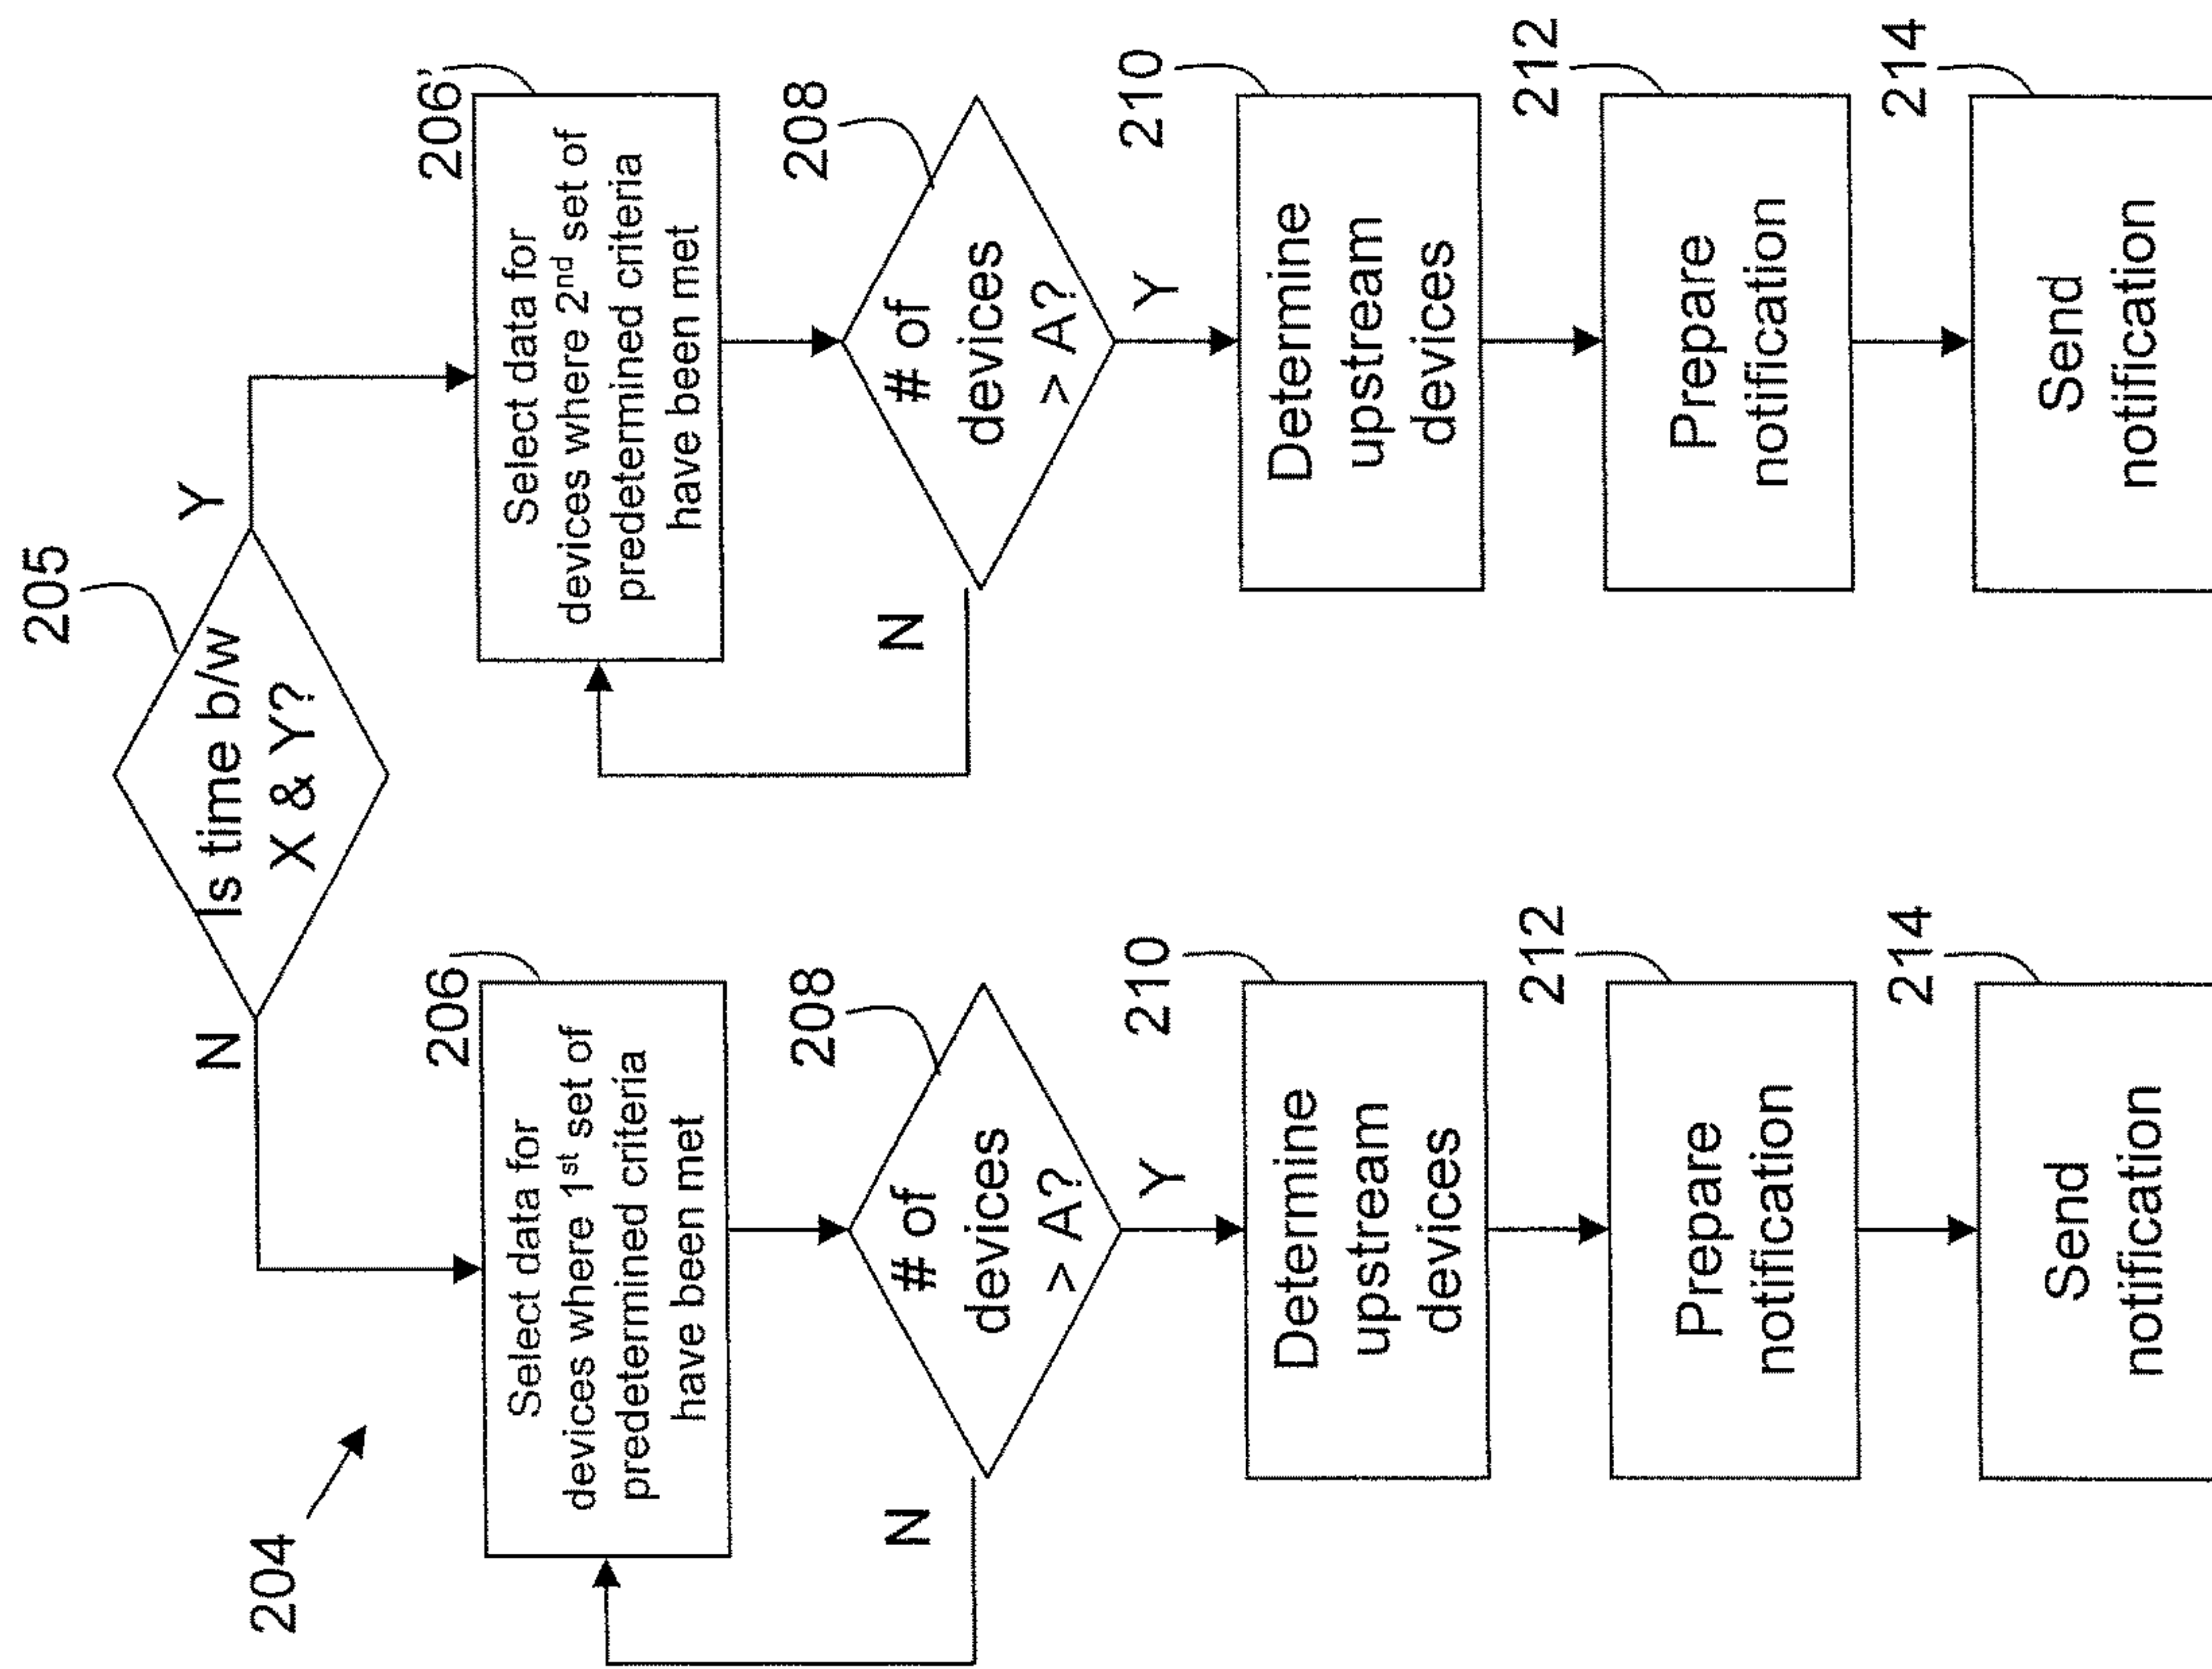 204
205
Is time b/w
X & Y?
N
Y
206
Select data for
devices where 1st set of
predetermined criteria
have been met
208
# of
devices
> A?
N
Y
210
Determine
upstream
devices
212
Prepare
notification
214
Send
notification
206'
Select data for
devices where 2nd set of
predetermined criteria
have been met
208
# of
devices
> A?
N
Y
210
Determine
upstream
devices
212
Prepare
notification
214
Send
notification